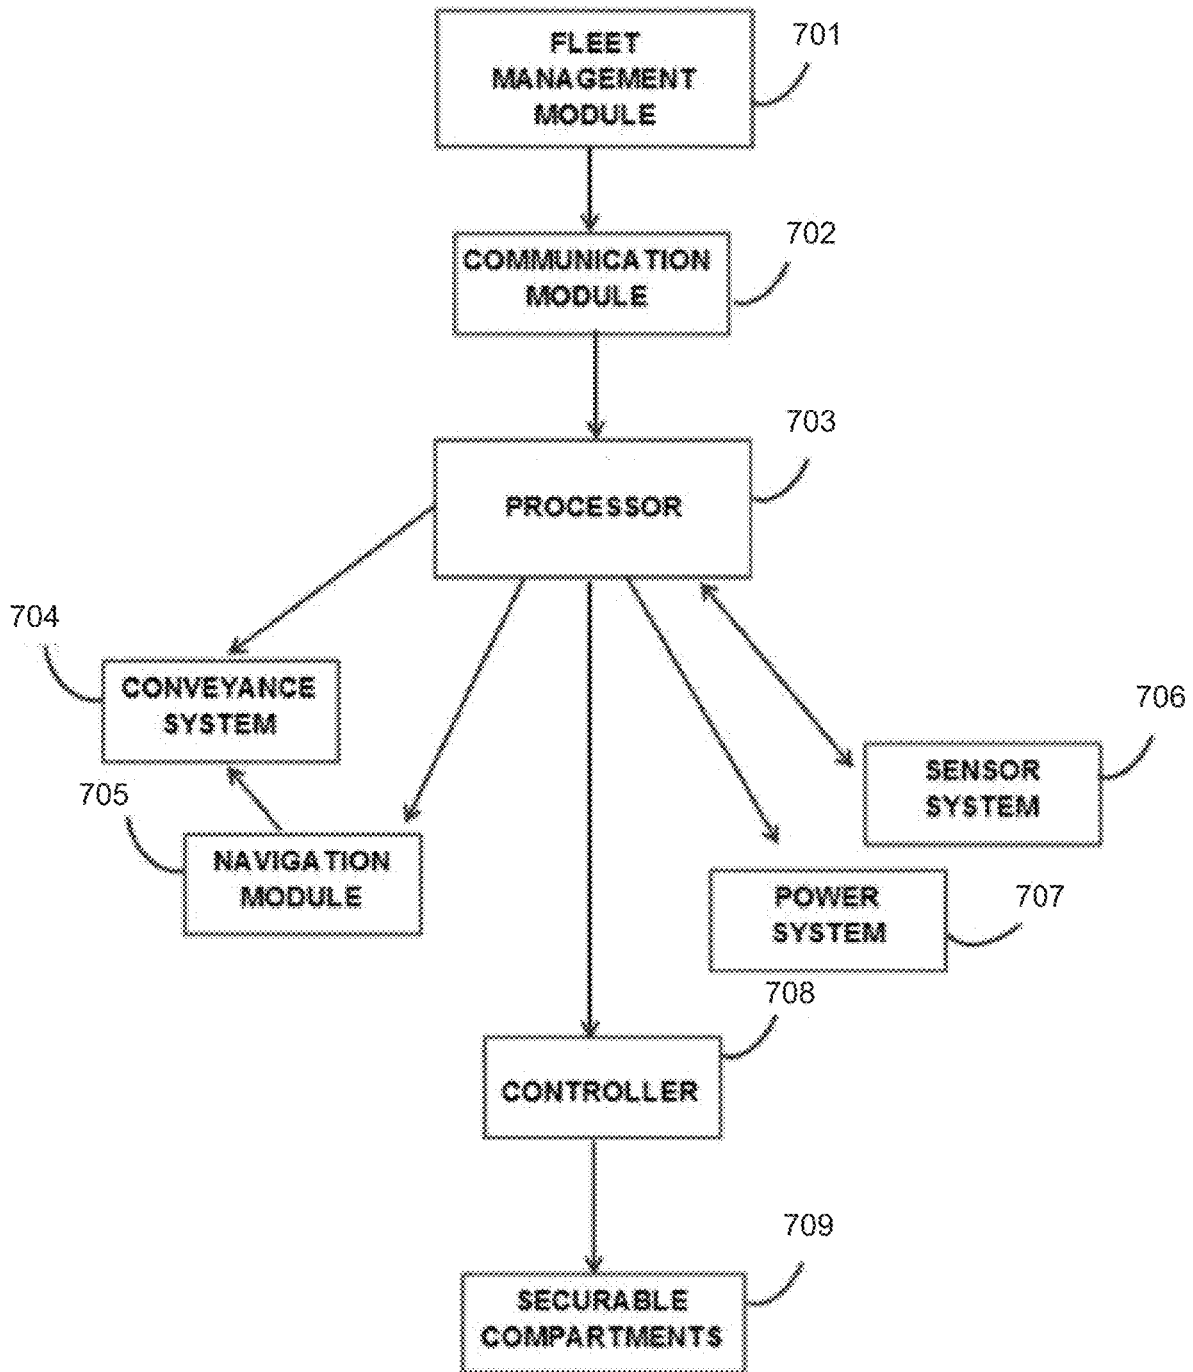 FLEET
MANAGEMENT
MODULE
701
COMMUNICATION
MODULE
702
PROCESSOR
703
704
CONVEYANCE
SYSTEM
705
NAVIGATION
MODULE
706
SENSOR
SYSTEM
POWER
SYSTEM
707
708
CONTROLLER
709
SECURABLE
COMPARTMENTS